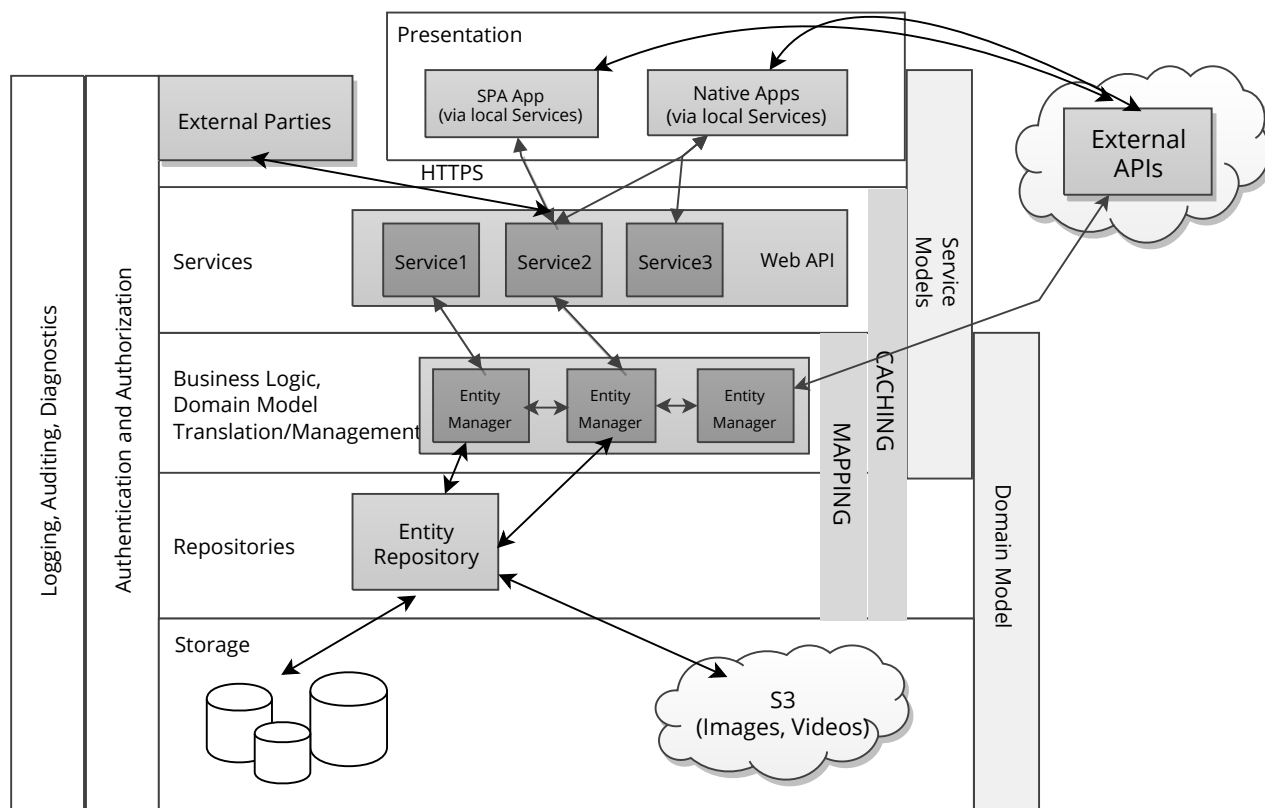 Presentation
SPA App
(via local Services)
Native Apps
(via local Services)
External Parties
External
APIs
HTTPS
Services
Service1
Service2
Service3
Web API
Service
Models
Logging, Auditing, Diagnostics
Authentication and Authorization
Business Logic,
Domain Model
Translation/Management
Entity
Manager
Entity
Manager
Entity
Manager
MAPPING
CACHING
Domain Model
Repositories
Entity
Repository
Storage
S3
(Images, Videos)